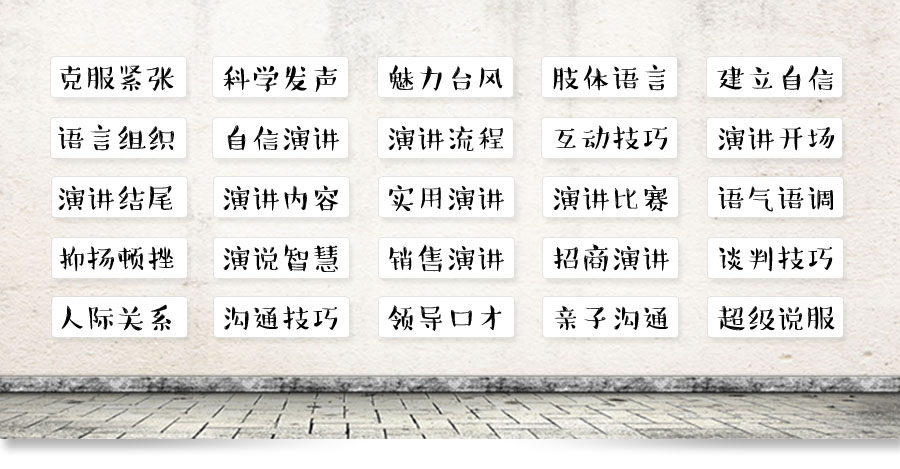 克服紧张 科学发声 魅力台风 肢体语言 建立自信
语言组织 自信演讲 演讲流程 互动技巧 演讲开场
演讲结尾 演讲内容 实用演讲 演讲比赛 语气语调
抑扬顿挫 演说智慧 销售演讲 招商演讲 谈判技巧
人际关系 沟通技巧 领导口才 亲子沟通 超级说服